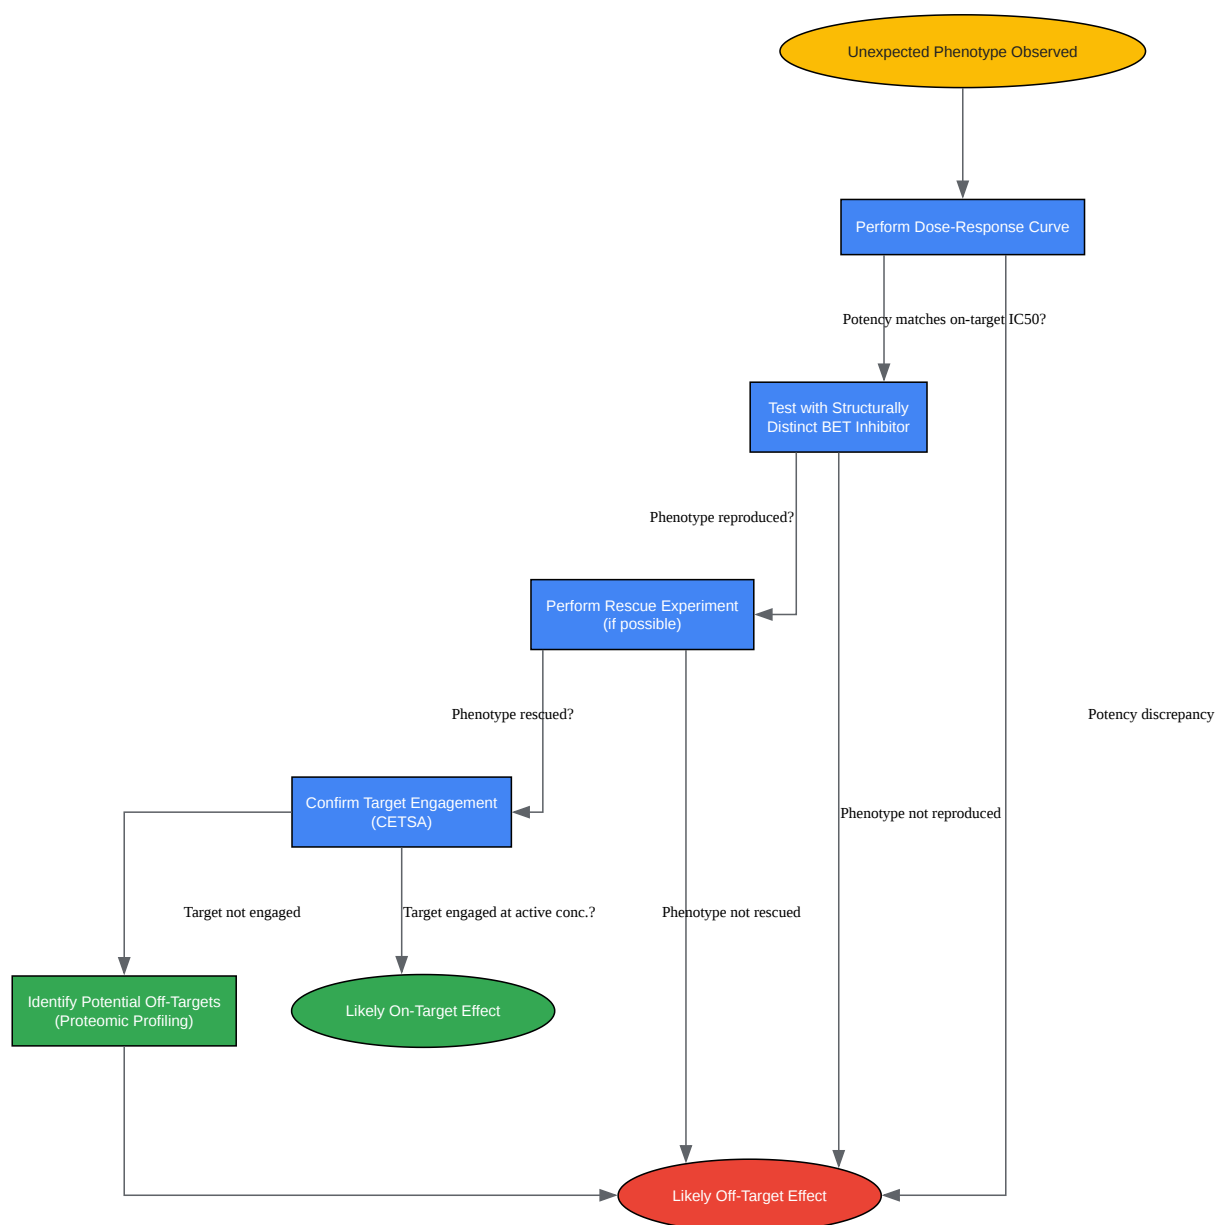 Unexpected Phenotype Observed
Perform Dose-Response Curve
Potency matches on-target IC50?
Test with Structurally
Distinct BET Inhibitor
Phenotype reproduced?
Perform Rescue Experiment
(if possible)
Phenotype rescued?
Potency discrepancy
Confirm Target Engagement
(CETSA)
Phenotype not reproduced
Target not engaged
Target engaged at active conc.?
Phenotype not rescued
Identify Potential Off-Targets
(Proteomic Profiling)
Likely On-Target Effect
Likely Off-Target Effect